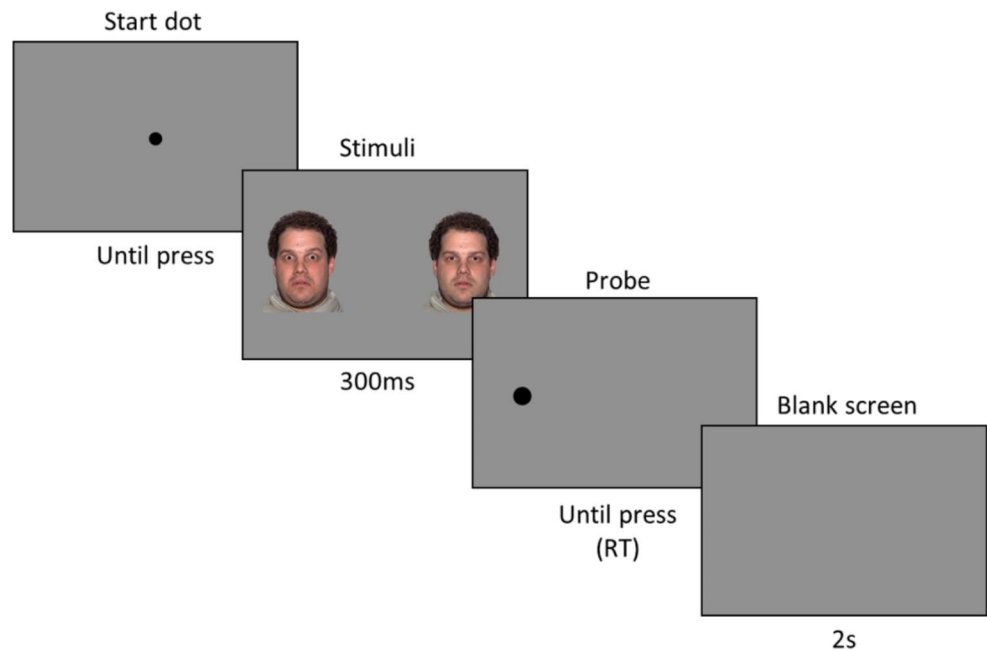 Start dot
Until press
Stimuli
300ms
Probe
Until press
(RT)
Blank screen
2s